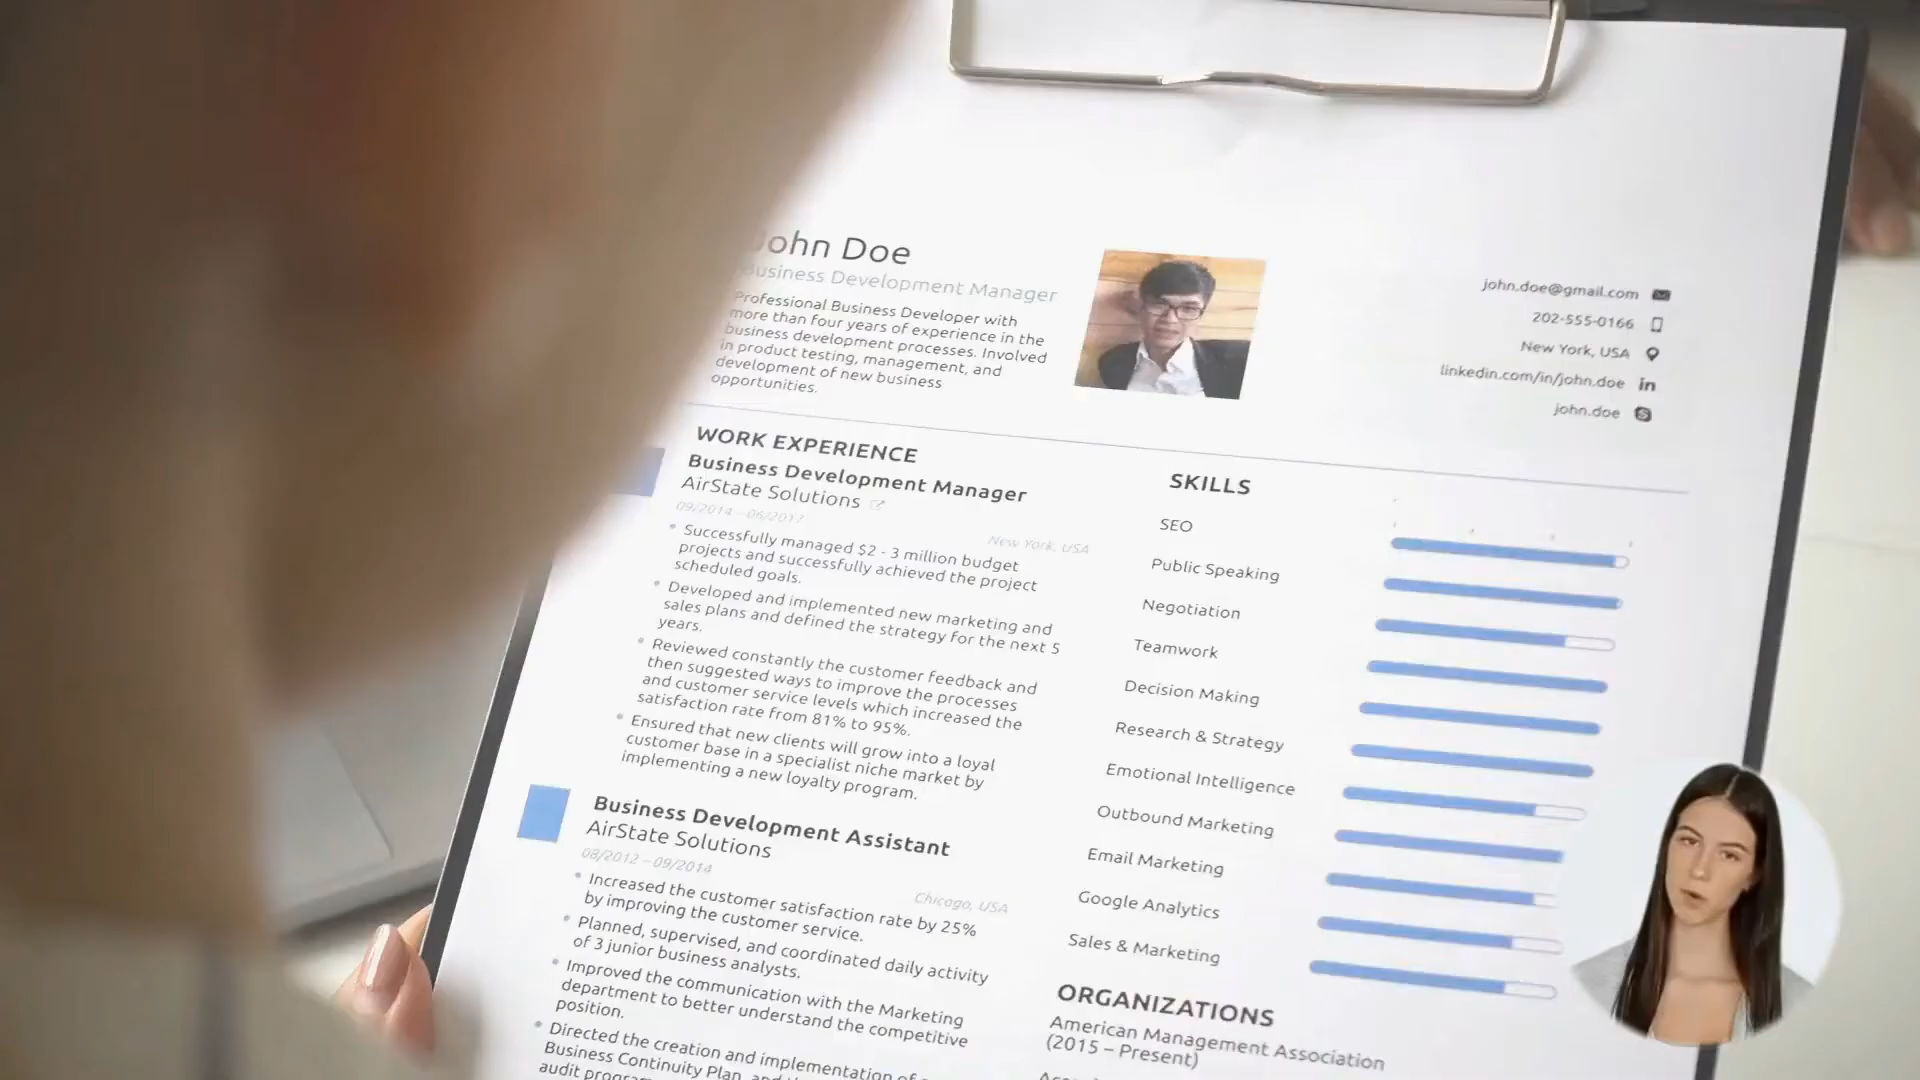 John Doe
Business Development Manager
Professional Business Developer with
more than four years of experience in the
business development processes. Involved
in product testing, management, and
development of new business
opportunities.
john.doe@gmail.com
202-555-0166
New York, USA
linkedin.com/in/john.doe
john.doe
WORK EXPERIENCE
Business Development Manager
AirState Solutions
09/2014 - 06/2017
New York, USA
Successfully managed $2 - 3 million budget
projects and successfully achieved the project
scheduled goals.
Developed and implemented new marketing and
sales plans and defined the strategy for the next 5
years.
Reviewed constantly the customer feedback and
then suggested ways to improve the processes
and customer service levels which increased the
satisfaction rate from 81% to 95%.
Ensured that new clients will grow into a loyal
customer base in a specialist niche market by
implementing a new loyalty program.
Business Development Assistant
AirState Solutions
08/2012 – 09/2014
Chicago, USA
Increased the customer satisfaction rate by 25%
by improving the customer service.
Planned, supervised, and coordinated daily activity
of 3 junior business analysts.
Improved the communication with the Marketing
department to better understand the competitive
position.
Directed the creation and implementation of
Business Continuity Plan, and
audit
SKILLS
SEO
Public Speaking
Negotiation
Teamwork
Decision Making
Research & Strategy
Emotional Intelligence
Outbound Marketing
Email Marketing
Google Analytics
Sales & Marketing
ORGANIZATIONS
American Management Association
(2015 – Present)